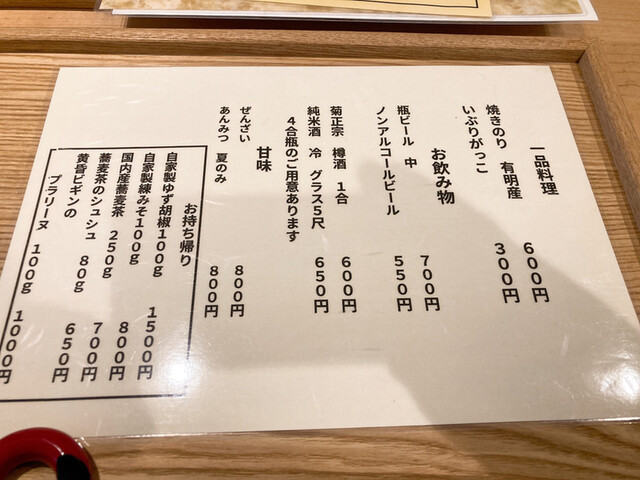 一品料理
焼きのり　有明産　６００円
いぶりがっこ　３００円
お飲み物
瓶ビール　中　７００円
ノンアルコールビール　５５０円
菊正宗　樽酒　１合　６００円
純米酒　冷　グラス５尺　６５０円
４合瓶のご用意あります
甘味
ぜんざい　８００円
あんみつ　夏のみ　８００円
お持ち帰り
自家製ゆず胡椒１００g　１５００円
自家製練みそ１００g　８００円
国内産蕎麦茶　２５０g　７００円
蕎麦茶のシュシュ　８０g　６５０円
黄昏ビギンの
プラリーヌ　１００g　１０００円